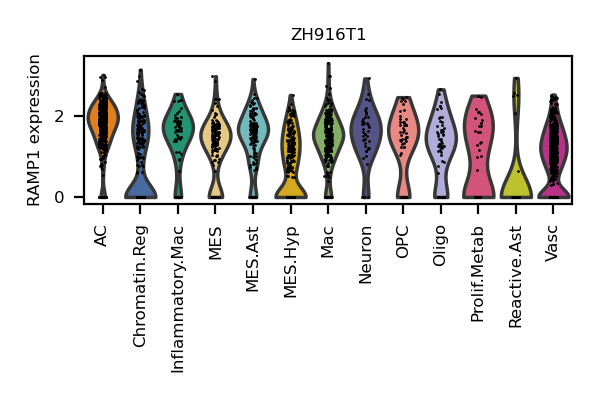 ZH916T1
RAMP1 expression
2
0
AC
Chromatin.Reg
Inflammatory.Mac
MES
MES.Ast
MES.Hyp
Mac
Neuron
OPC
Oligo
Prolif.Metab
Reactive.Ast
Vasc